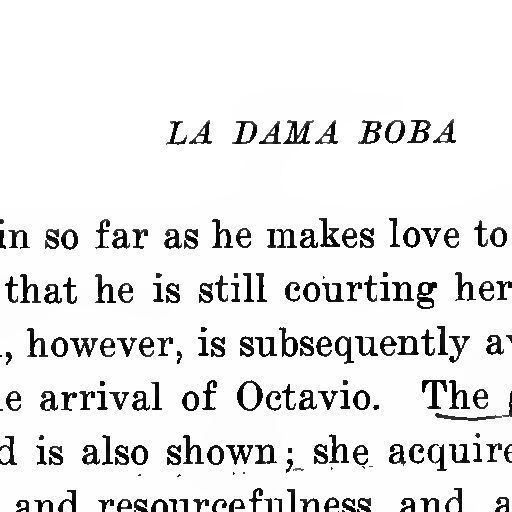 LA DAMA BOBA
in so far as he makes love to
that he is still courting her
, however, is subsequently
arrival of Octavio. The
is also shown; she acquire
and resourcefulness and